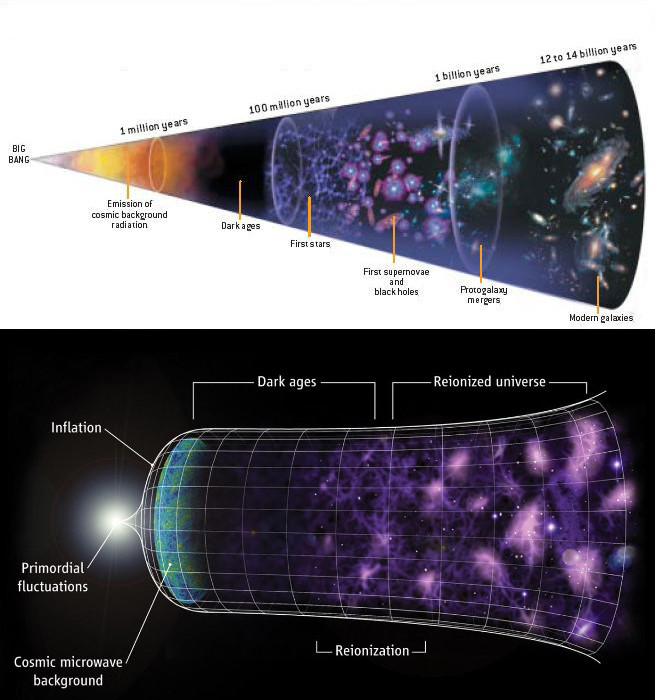 12 to 14 billion years
1 billion years
100 million years
1 million years
BIG
BANG
Emission of
cosmic background
radiation
Dark ages
First stars
First supernovae
and
black holes
Protogalaxy
mergers
Modern galaxies
Dark ages
Reionized universe
Inflation
Primordial
fluctuations
Reionization
Cosmic microwave
background